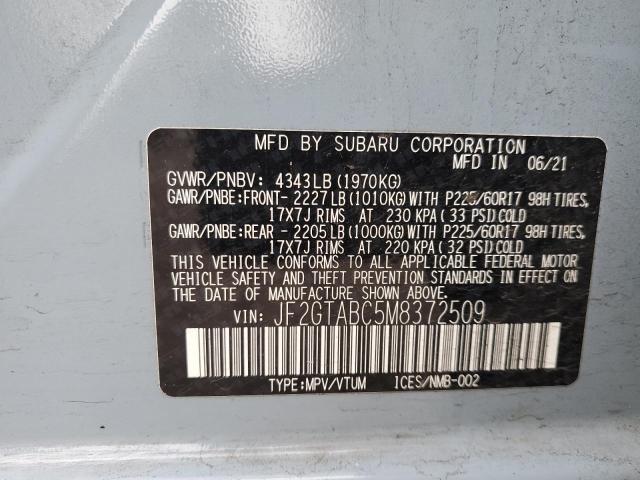 MFD BY SUBARU CORPORATION
MFD IN 06/21
GVWR/PNBV: 4343LB (1970KG)
GAWR/PNBE:FRONT- 2227LB (1010KG) WITH P225/60R17 98H TIRES,
17X7J RIMS AT 230 KPA (33 PSI) COLD
GAWR/PNBE:REAR - 2205LB (1000KG) WITH P225/60R17 98H TIRES,
17X7J RIMS AT 220 KPA (32 PSI) COLD
THIS VEHICLE CONFORMS TO ALL APPLICABLE FEDERAL MOTOR
VEHICLE SAFETY AND THEFT PREVENTION STANDARDS IN EFFECT
ON THE DATE OF MANUFACTURE SHOWN ABOVE.
VIN: JF2GTABC5M8372509
TYPE:MPV/VTUM ICES/NMB-002